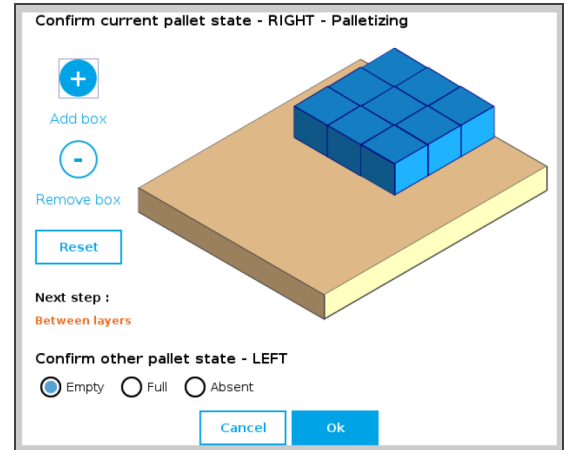 Confirm current pallet state - RIGHT - Palletizing
+
Add box
-
Remove box
Reset
Next step :
Between layers
Confirm other pallet state - LEFT
Empty Full Absent
Cancel Ok